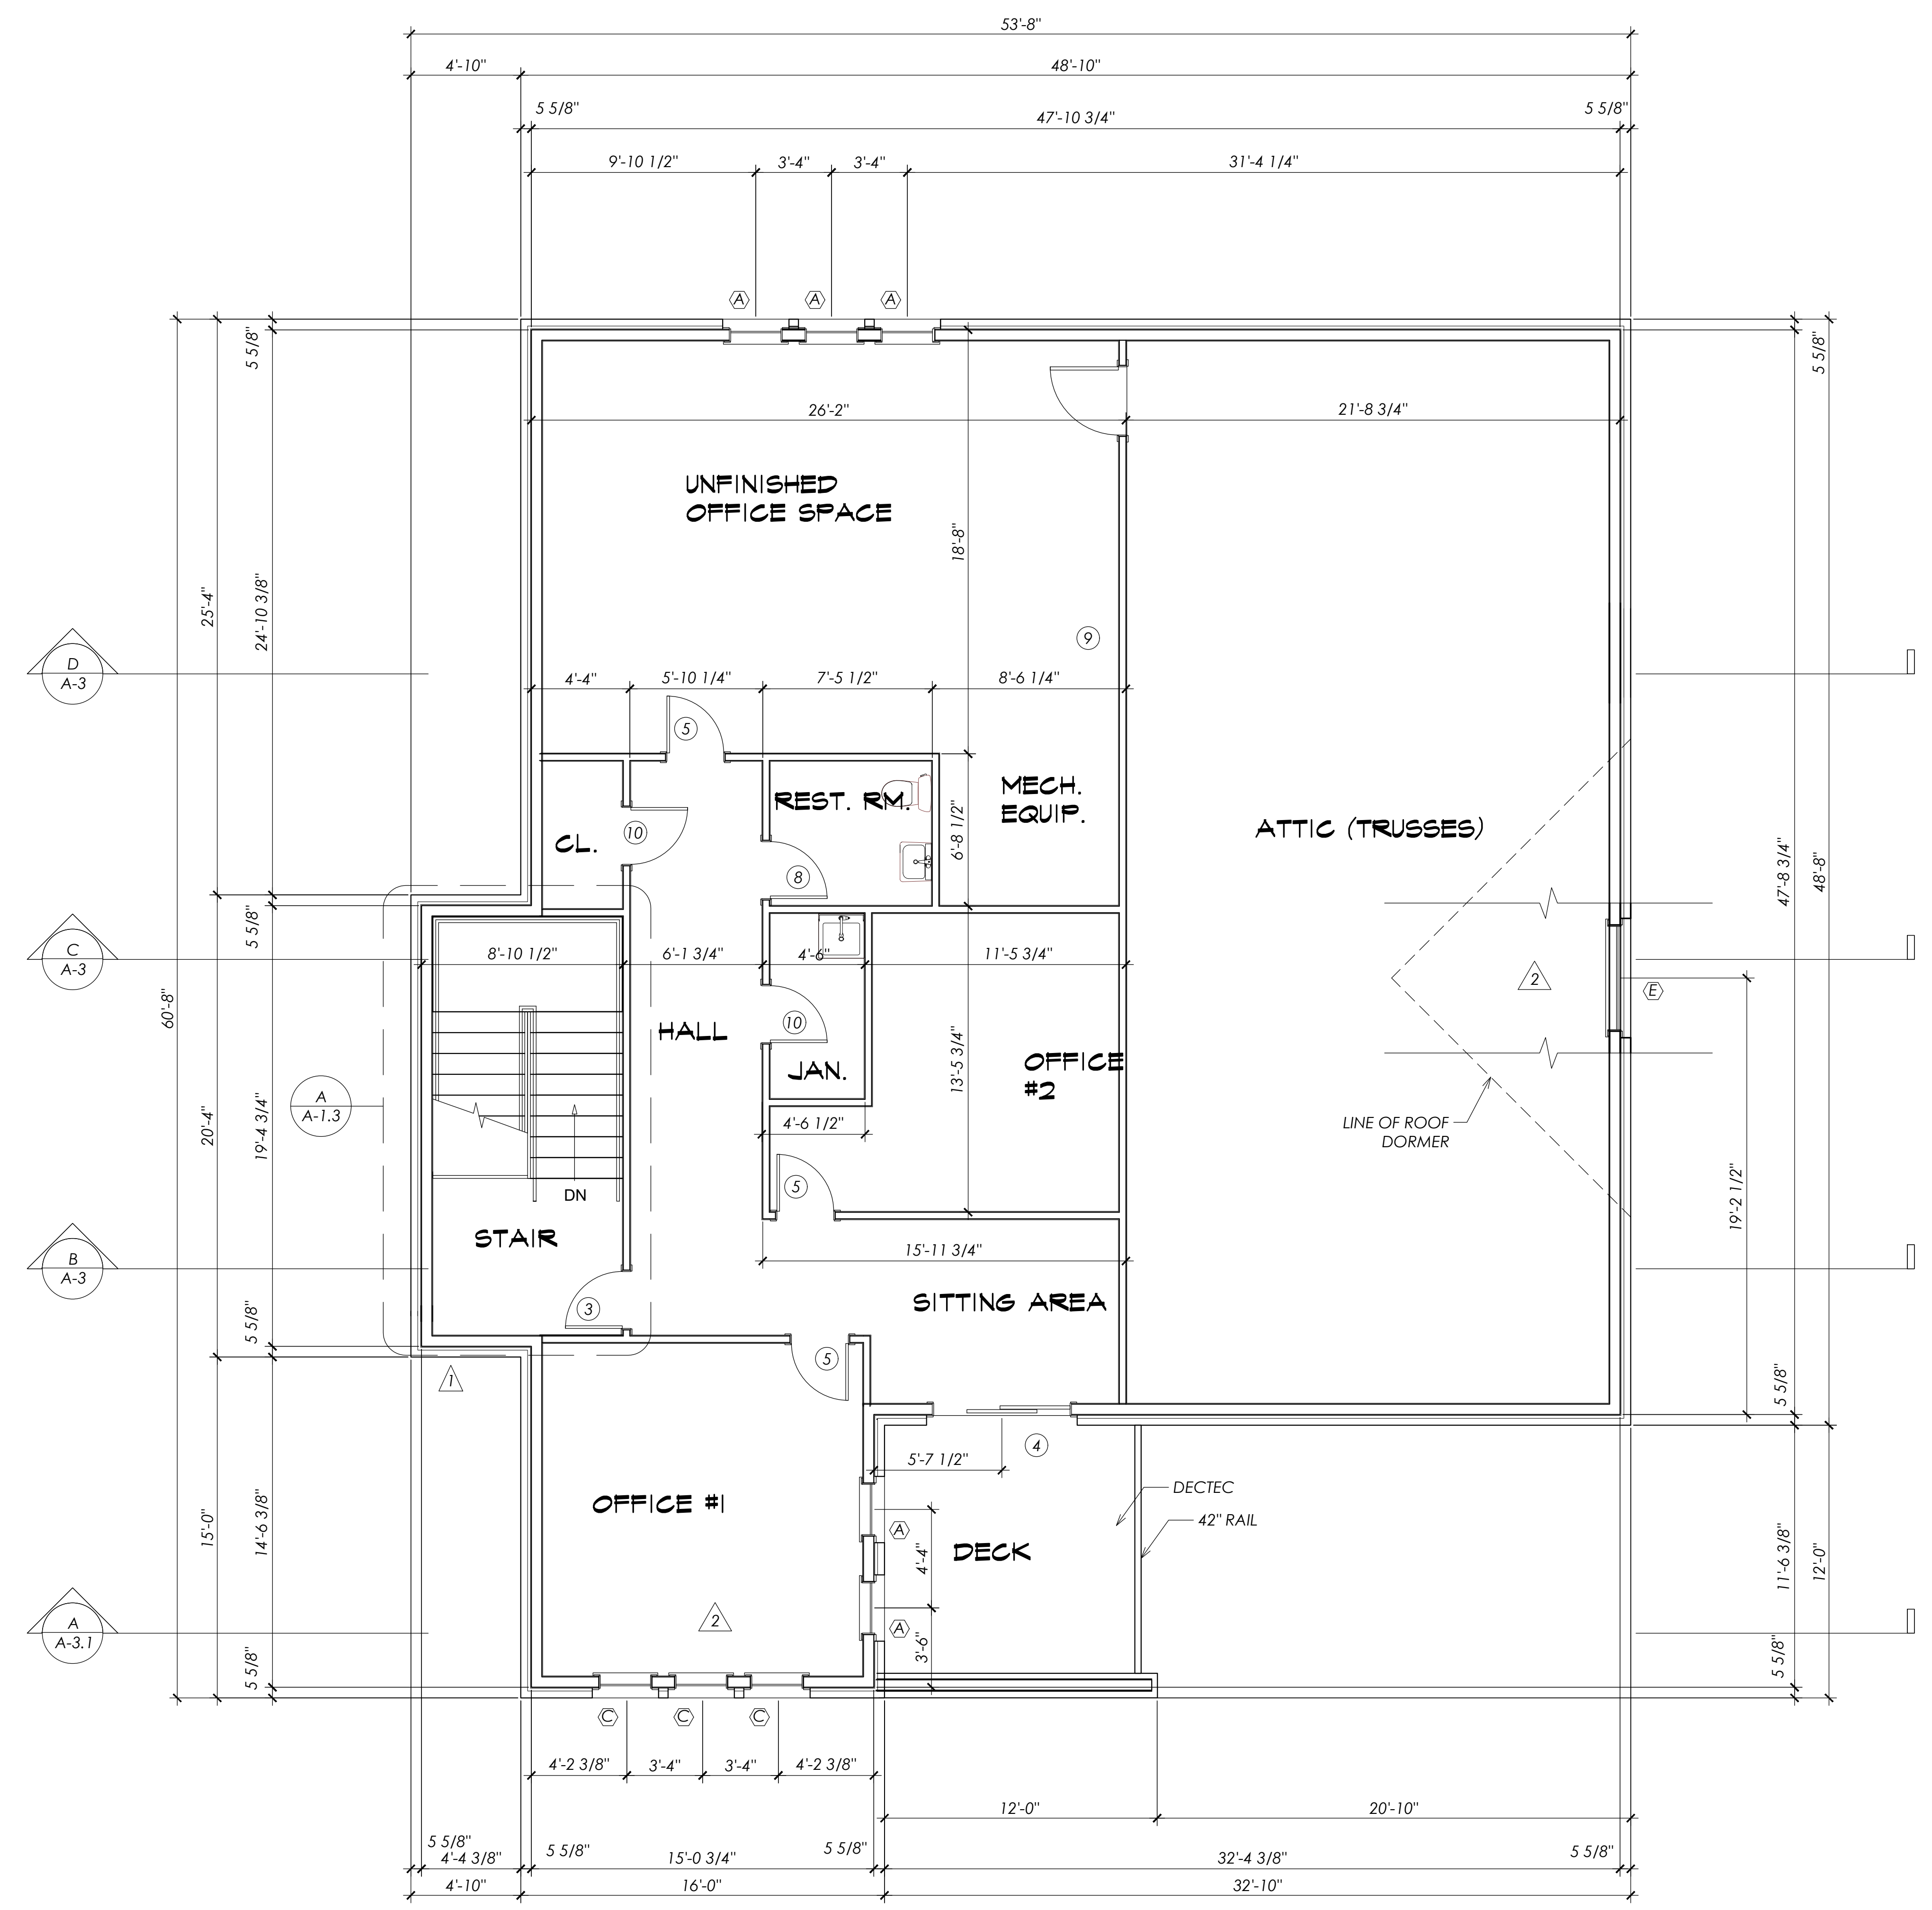 53'-8"
4'-10"
48'-10"
5 5/8"
47'-10 3/4"
5 5/8"
9'-10 1/2"
3'-4"
3'-4"
31'-4 1/4"
A
A
A
5 5/8"
5 5/8"
26'-2"
21'-8 3/4"
UNFINISHED
OFFICE SPACE
18'-8"
25'-4"
24'-10 3/8"
9
D
A-3
4'-4"
5'-10 1/4"
7'-5 1/2"
8'-6 1/4"
5
REST. RM.
MECH.
EQUIP.
CL.
10
6'-8 1/2"
8
ATTIC (TRUSSES)
47'-8 3/4"
48'-8"
5 5/8"
C
A-3
8'-10 1/2"
6'-1 3/4"
4'-6"
11'-5 3/4"
2
E
60'-8"
HALL
10
JAN.
13'-5 3/4"
OFFICE
#2
A
A-1.3
20'-4"
19'-4 3/4"
4'-6 1/2"
LINE OF ROOF
DORMER
DN
5
19'-2 1/2"
STAIR
15'-11 3/4"
B
A-3
3
SITTING AREA
5 5/8"
5
1
5 5/8"
4
5'-7 1/2"
DECTEC
42" RAIL
OFFICE #1
A
4'-4"
DECK
15'-0"
14'-6 3/8"
11'-6 3/8"
12'-0"
2
A
3'-6"
A
A-3.1
5 5/8"
5 5/8"
C
C
C
4'-2 3/8"
3'-4"
3'-4"
4'-2 3/8"
12'-0"
20'-10"
5 5/8"
4'-4 3/8"
5 5/8"
15'-0 3/4"
5 5/8"
32'-4 3/8"
5 5/8"
4'-10"
16'-0"
32'-10"